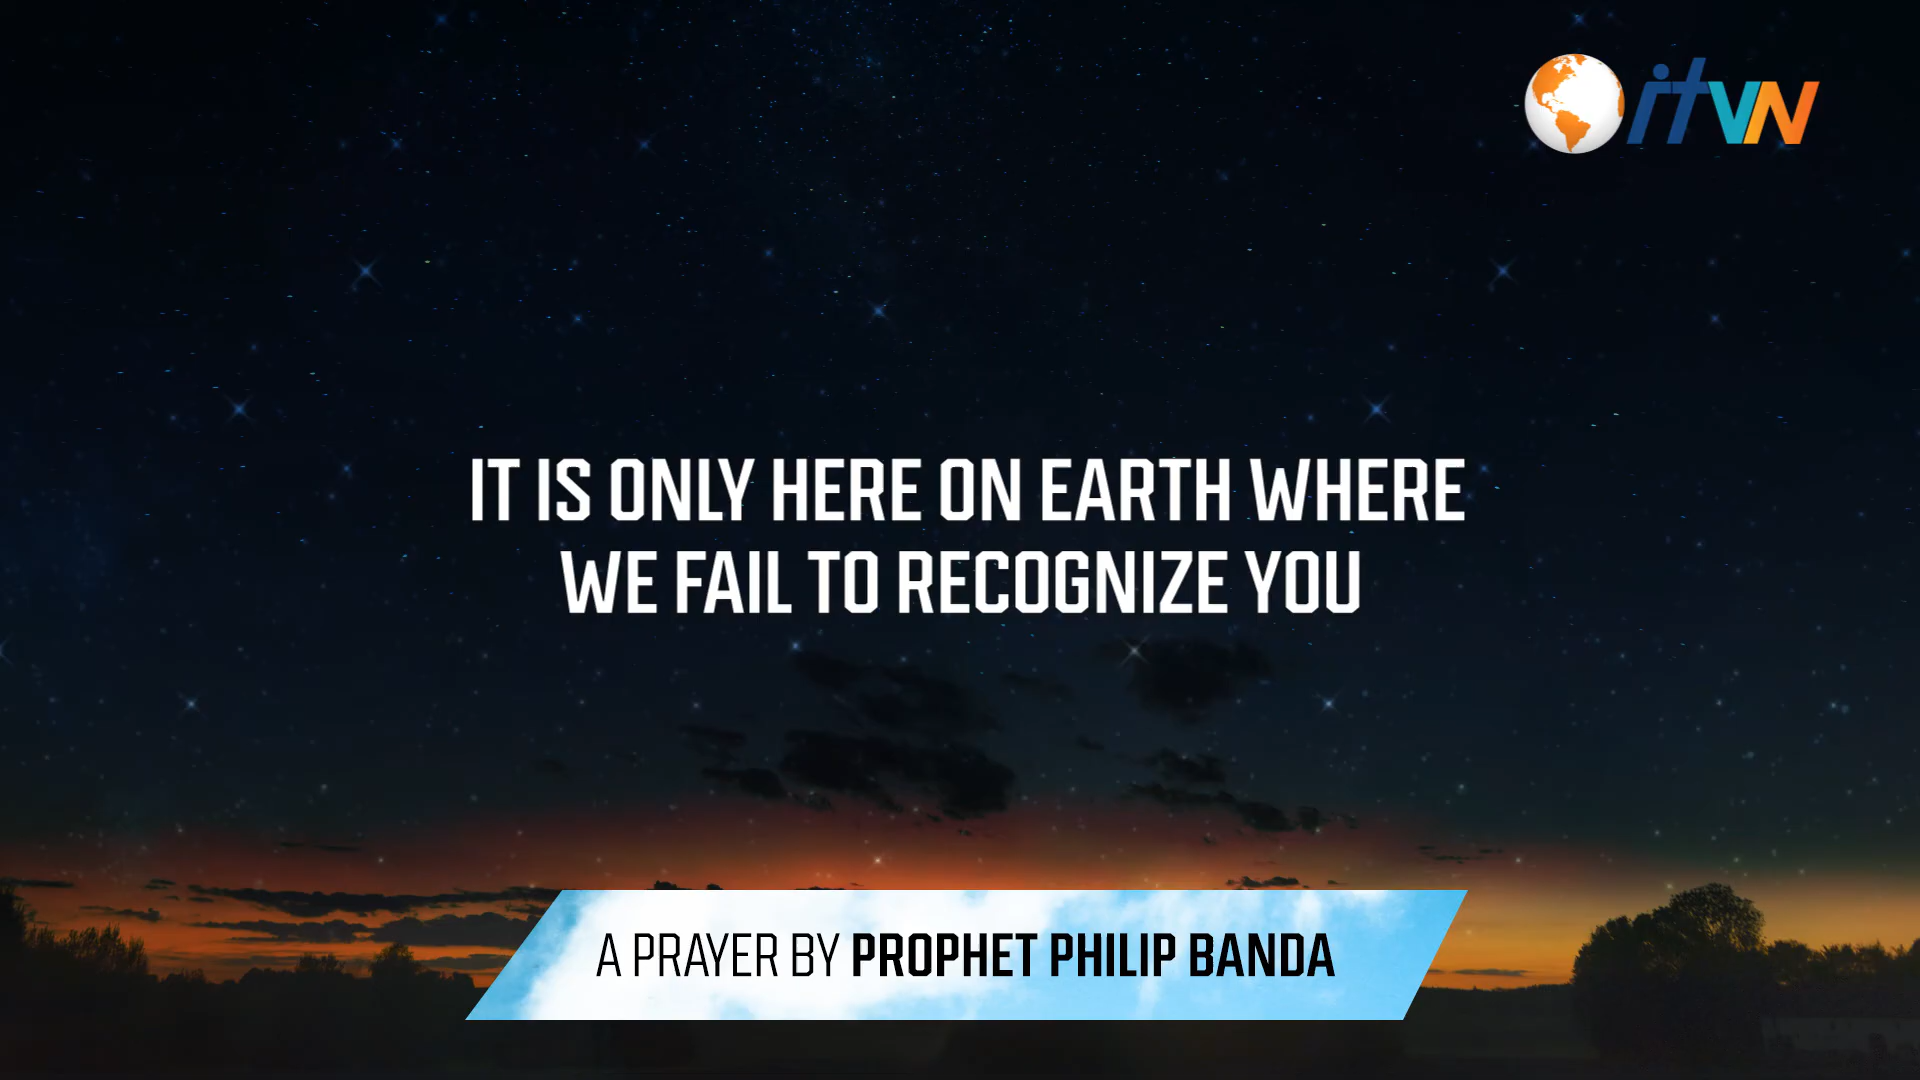 itVN
IT IS ONLY HERE ON EARTH WHERE
WE FAIL TO RECOGNIZE YOU
A PRAYER BY PROPHET PHILIP BANDA